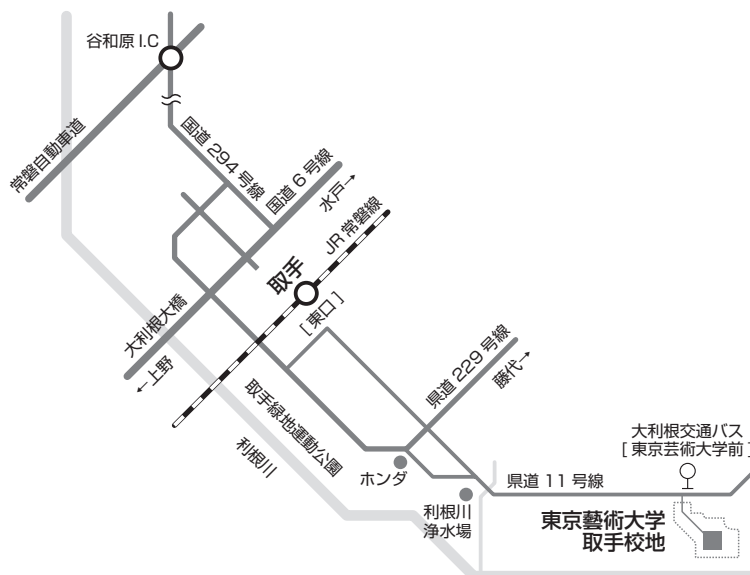 谷和原 I.C
常磐自動車道
国道 294 号線
国道 6 号線
水戸→
JR 常磐線
取手
[ 東口 ]
大利根大橋
←上野
県道 229 号線
藤代→
取手緑地運動公園
利根川
ホンダ
利根川
浄水場
県道 11 号線
大利根交通バス
[ 東京芸術大学前 ]
東京藝術大学
取手校地